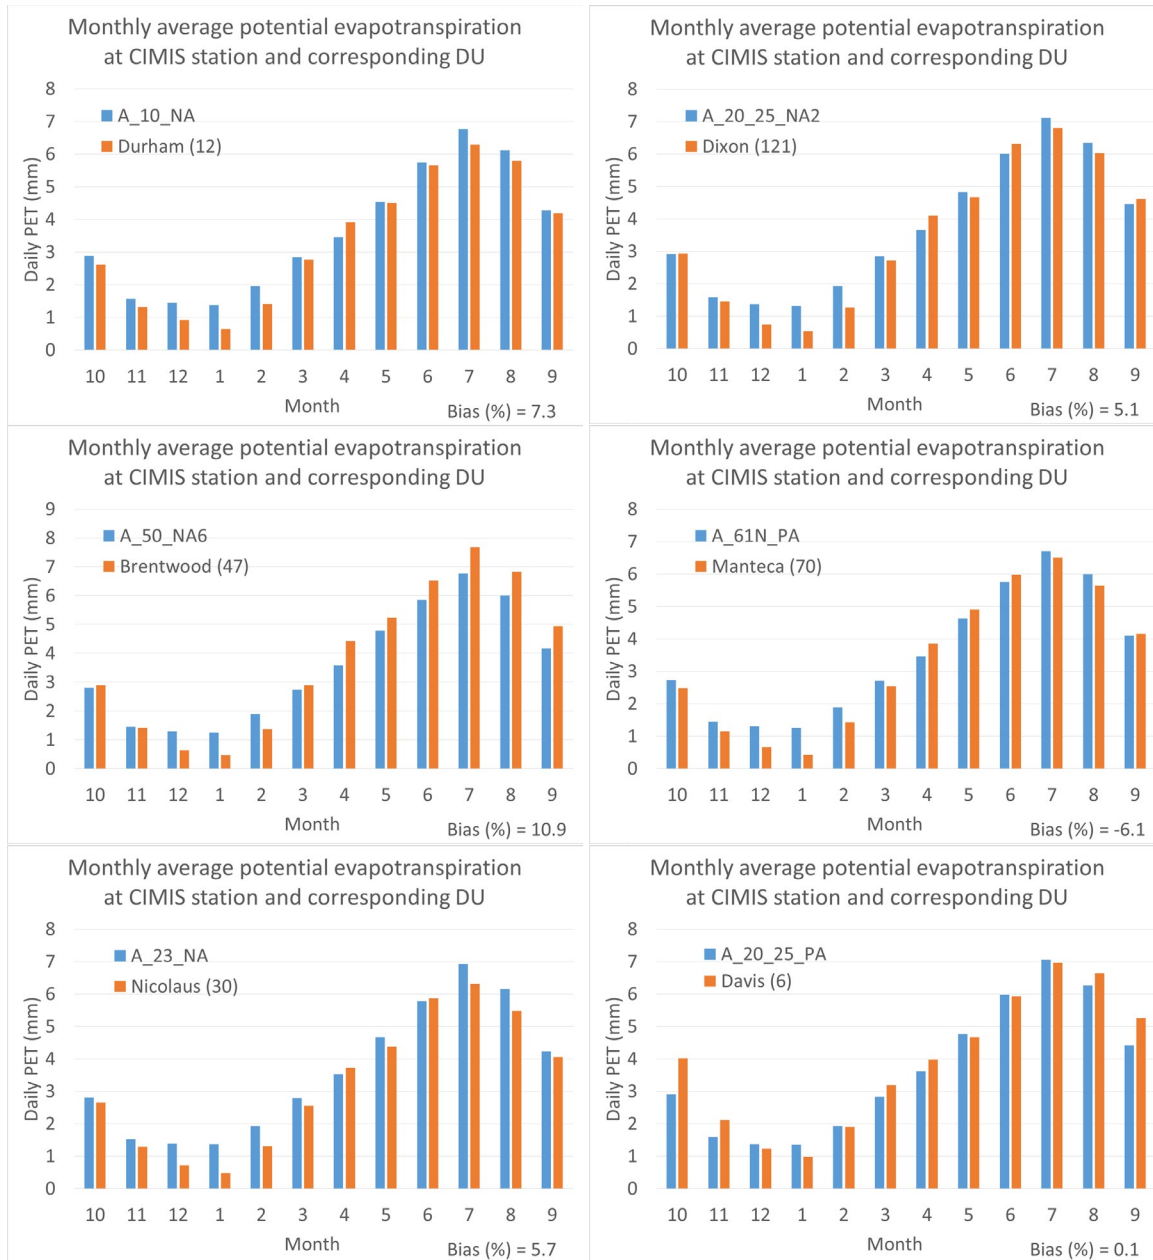 Monthly average potential evapotranspiration
at CIMIS station and corresponding DU
8
7
6
5
4
3
2
1
0
Daily PET (mm)
A_10_NA
Durham (12)
10 11 12 1 2 3 4 5 6 7 8 9
Month
Bias (%) = 7.3
Monthly average potential evapotranspiration
at CIMIS station and corresponding DU
8
7
6
5
4
3
2
1
0
Daily PET (mm)
A_20_25_NA2
Dixon (121)
10 11 12 1 2 3 4 5 6 7 8 9
Month
Bias (%) = 5.1
Monthly average potential evapotranspiration
at CIMIS station and corresponding DU
9
8
7
6
5
4
3
2
1
0
Daily PET (mm)
A_50_NA6
Brentwood (47)
10 11 12 1 2 3 4 5 6 7 8 9
Month
Bias (%) = 10.9
Monthly average potential evapotranspiration
at CIMIS station and corresponding DU
8
7
6
5
4
3
2
1
0
Daily PET (mm)
A_61N_PA
Manteca (70)
10 11 12 1 2 3 4 5 6 7 8 9
Month
Bias (%) = -6.1
Monthly average potential evapotranspiration
at CIMIS station and corresponding DU
8
7
6
5
4
3
2
1
0
Daily PET (mm)
A_23_NA
Nicolaus (30)
10 11 12 1 2 3 4 5 6 7 8 9
Month
Bias (%) = 5.7
Monthly average potential evapotranspiration
at CIMIS station and corresponding DU
8
7
6
5
4
3
2
1
0
Daily PET (mm)
A_20_25_PA
Davis (6)
10 11 12 1 2 3 4 5 6 7 8 9
Month
Bias (%) = 0.1